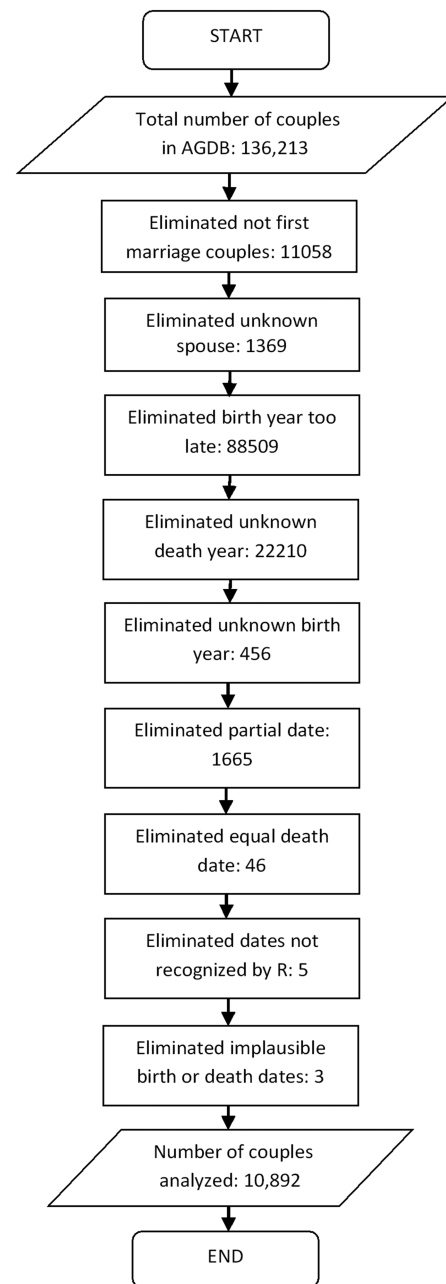 START
Total number of couples
in AGDB: 136,213
Eliminated not first
marriage couples: 11058
Eliminated unknown
spouse: 1369
Eliminated birth year too
late: 88509
Eliminated unknown
death year: 22210
Eliminated unknown birth
year: 456
Eliminated partial date:
1665
Eliminated equal death
date: 46
Eliminated dates not
recognized by R: 5
Eliminated implausible
birth or death dates: 3
Number of couples
analyzed: 10,892
END